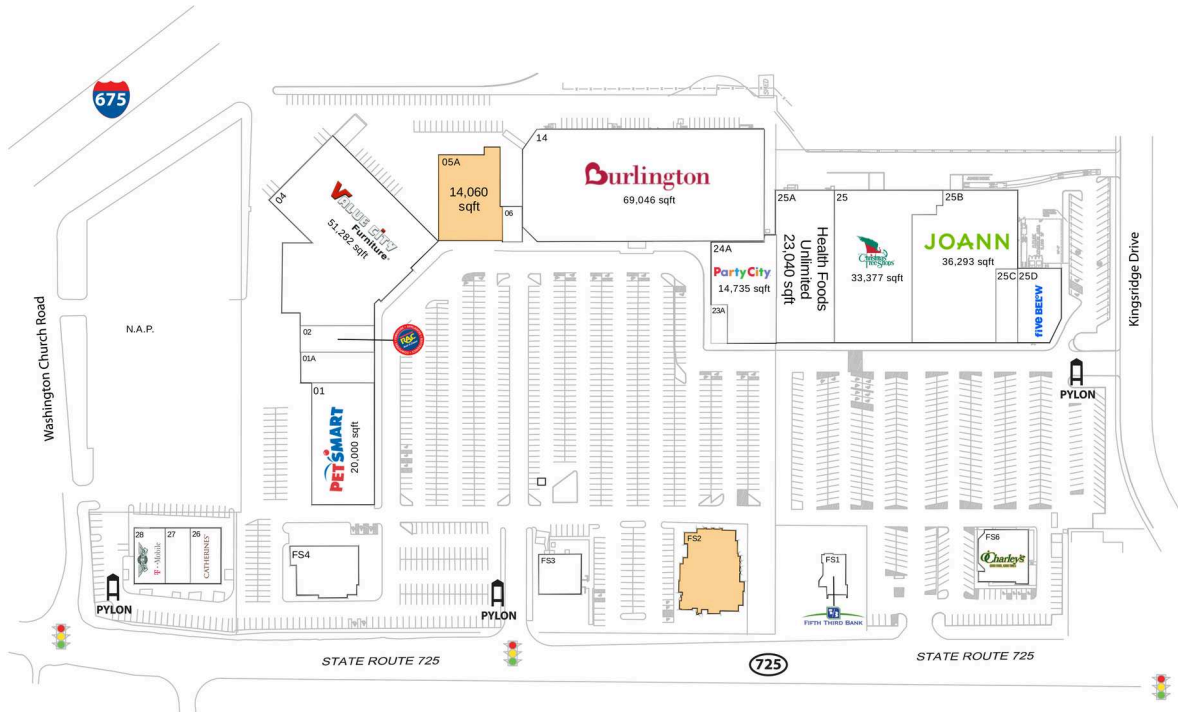 675
SHED
14
Burlington
69,046 sqft
05A
14,060
sqft
06
04
VALUE CITY
Furniture
51,282 sqft
25A
Health Foods
Unlimited
23,040 sqft
25
Christmas
Tree Shops
33,377 sqft
25B
JOANN
36,293 sqft
25C
25D
five BELOW
24A
PartyCity
14,735 sqft
23A
Washington Church Road
N.A.P.
Kingsridge Drive
02
RAC
01A
01
PETSMART
20,000 sqft
PYLON
28
T-Mobile
27
26
CATHERINES
FS4
FS3
FS2
FS1
FIFTH THIRD BANK
FS6
O'Charley's
PYLON
PYLON
STATE ROUTE 725
725
STATE ROUTE 725